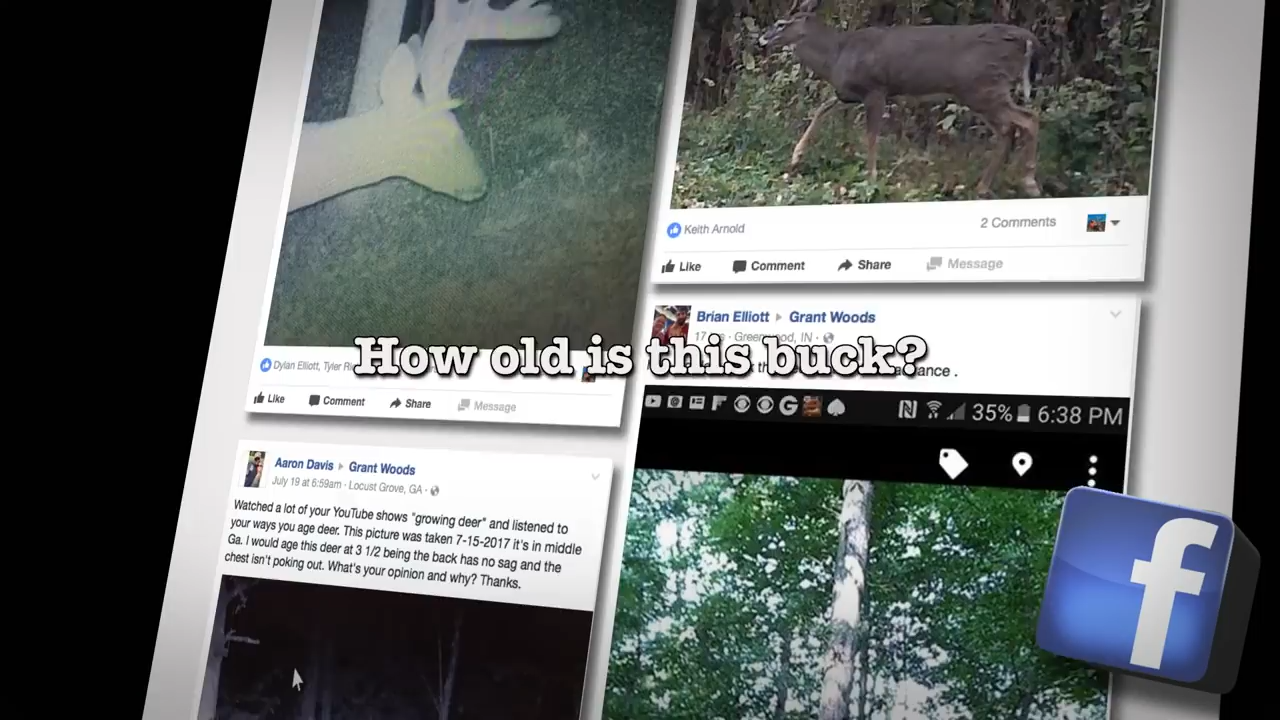 Keith Arnold
2 Comments
Like Comment Share Message
Brian Elliott ▸ Grant Woods
Greenwood, IN
How old is this buck?
35% 6:38 PM
Dylan Elliott, Tyler
Like Comment Share Message
Aaron Davis ▸ Grant Woods
July 19 at 6:59am · Locust Grove, GA ·
Watched a lot of your YouTube shows "growing deer" and listened to
your ways you age deer. This picture was taken 7-15-2017 it's in middle
Ga. I would age this deer at 3 1/2 being the back has no sag and the
chest isn't poking out. What's your opinion and why? Thanks.
f